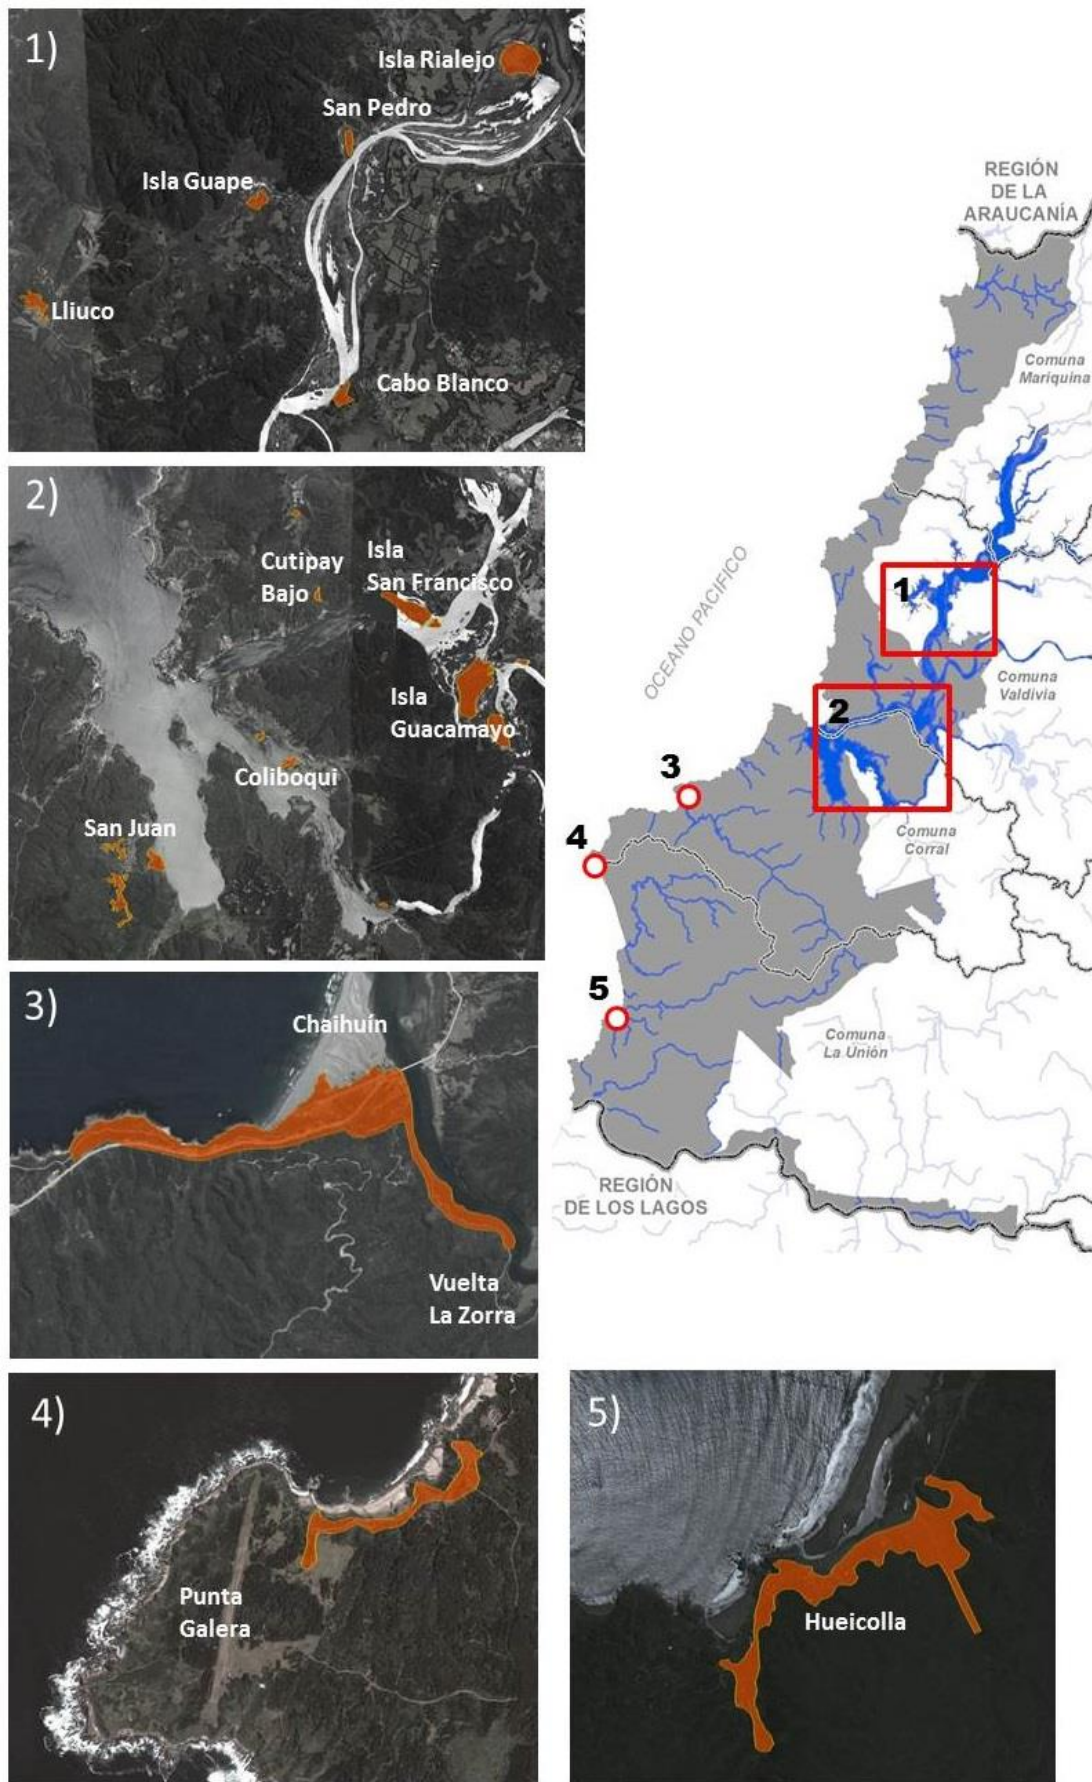 1)
Isla Rialejo
San Pedro
Isla Guape
Lliuco
Cabo Blanco
2)
Cutipay
Bajo
Isla
San Francisco
Isla
Guacamayo
Coliboqui
San Juan
3)
Chaihuín
Vuelta
La Zorra
4)
Punta
Galera
5)
Hueicolla
REGIÓN
DE LA
ARAUCANÍA
Comuna
Mariquina
OCEANO PACIFICO
1
Comuna
Valdivia
2
3
Comuna
Corral
4
5
Comuna
La Unión
REGIÓN
DE LOS LAGOS